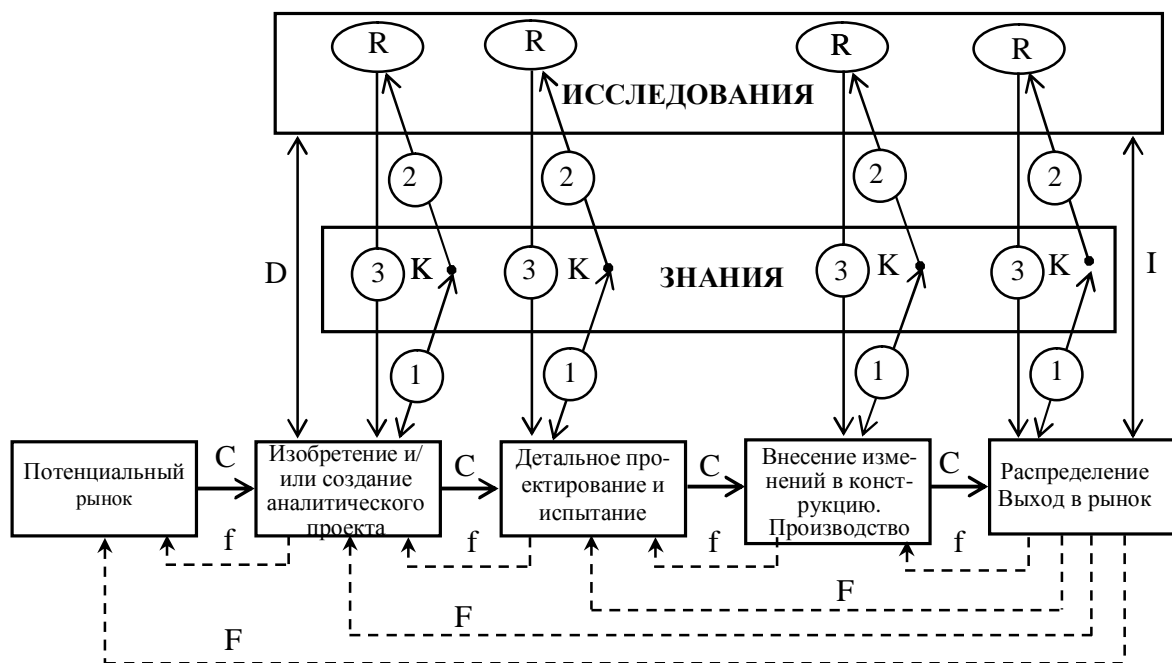 R R R R
ИССЛЕДОВАНИЯ
2 2 2 2
D 3 K 3 K 3 K 3 K I
ЗНАНИЯ
1 1 1 1
Потенциальный
рынок
C
Изобретение и/
или создание
аналитического
проекта
C
Детальное про-
ектирование и
испытание
C
Внесение изме-
нений в конст-
рукцию.
Производство
C
Распределение
Выход в рынок
f f f f
F
F
F